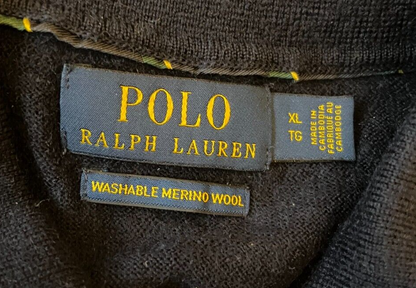 POLO
RALPH LAUREN
XL
TG
MADE IN
CAMBODIA
FABRIQUÉ AU
CAMBODGE
WASHABLE MERINO WOOL